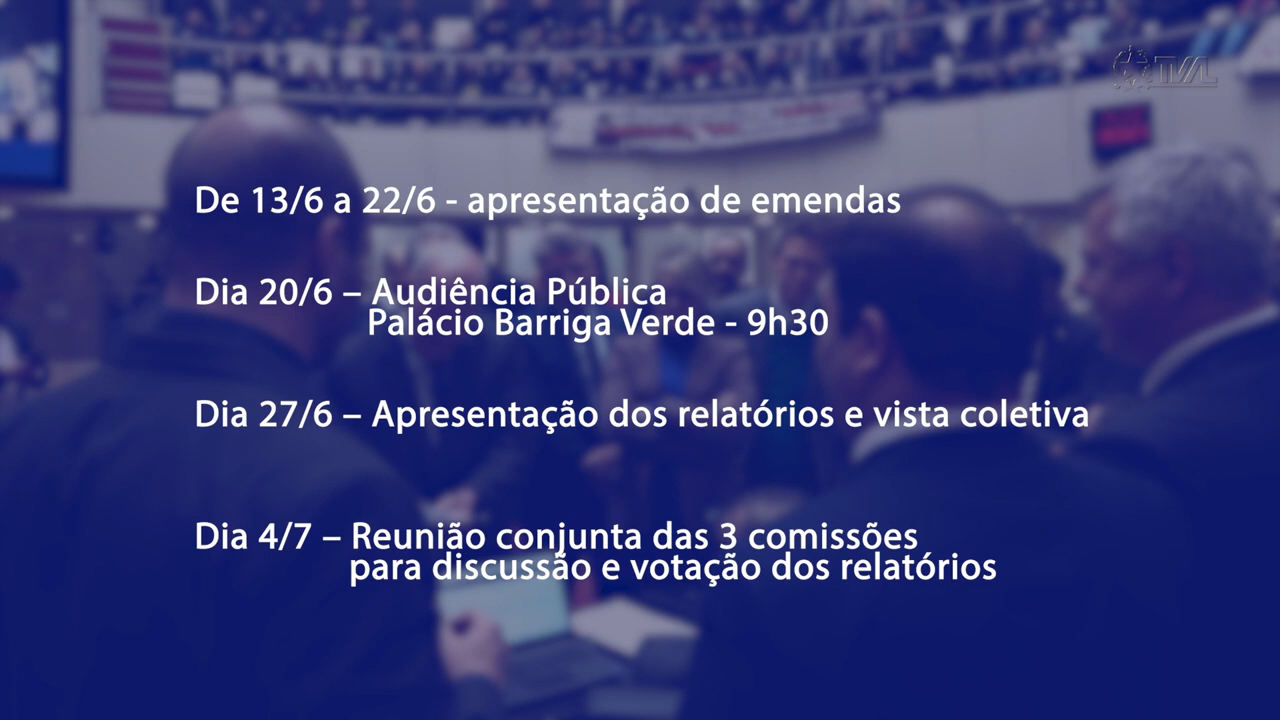 TVAL
De 13/6 a 22/6 - apresentação de emendas
Dia 20/6 – Audiência Pública
Palácio Barriga Verde - 9h30
Dia 27/6 – Apresentação dos relatórios e vista coletiva
Dia 4/7 – Reunião conjunta das 3 comissões
para discussão e votação dos relatórios